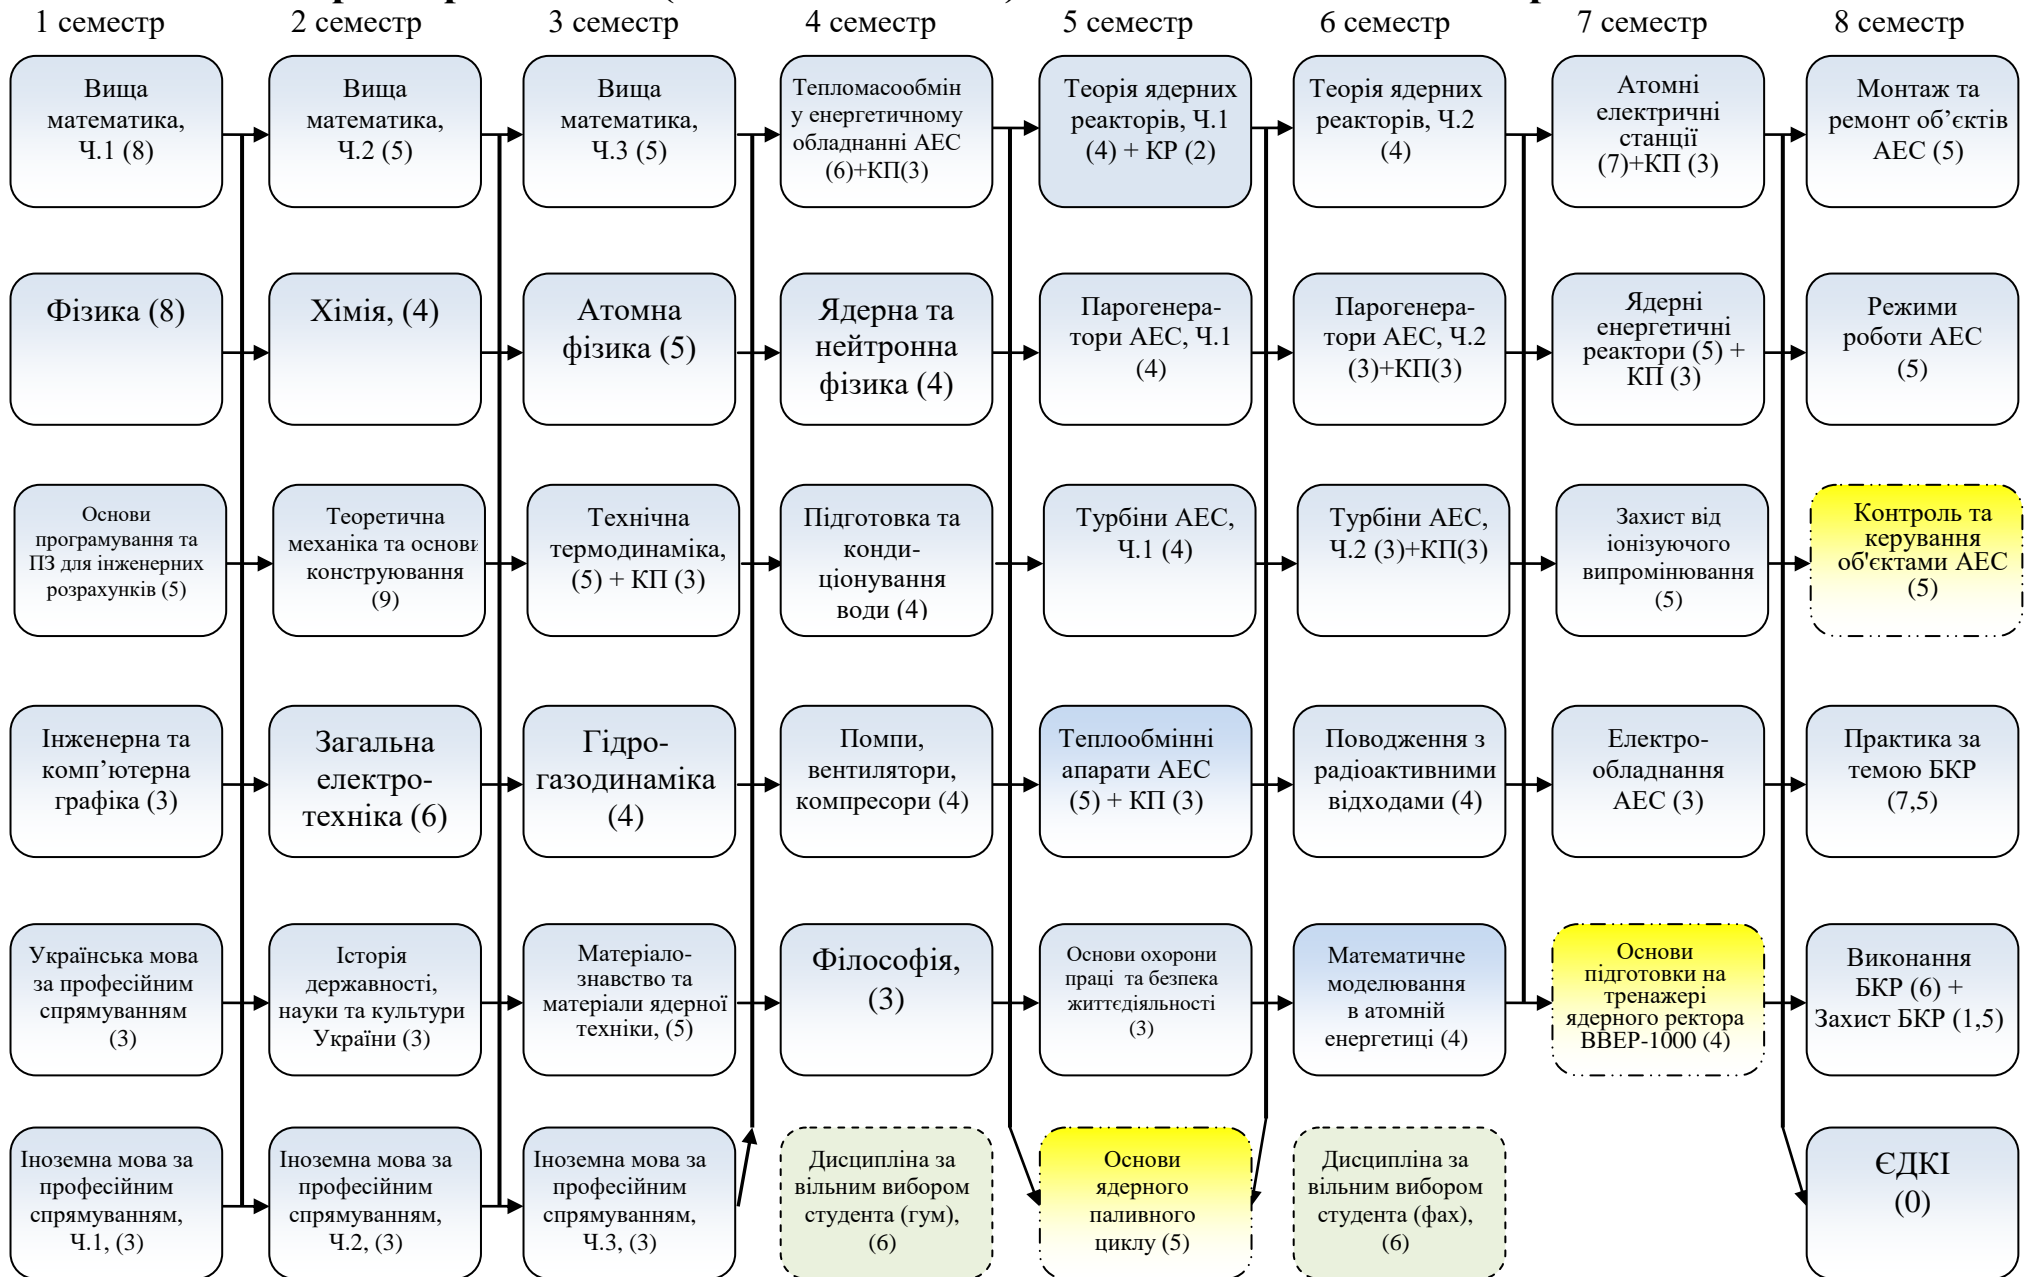 1 семестр
2 семестр
3 семестр
4 семестр
5 семестр
6 семестр
7 семестр
8 семестр
Вища
математика,
Ч.1 (8)
Вища
математика,
Ч.2 (5)
Вища
математика,
Ч.3 (5)
Тепломасообмін
у енергетичному
обладнанні АЕС
(6)+КП(3)
Теорія ядерних
реакторів, Ч.1
(4) + КР (2)
Теорія ядерних
реакторів, Ч.2
(4)
Атомні
електричні
станції
(7)+КП (3)
Монтаж та
ремонт об’єктів
АЕС (5)
Фізика (8)
Хімія, (4)
Атомна
фізика (5)
Ядерна та
нейтронна
фізика (4)
Парогенера-
тори АЕС, Ч.1
(4)
Парогенера-
тори АЕС, Ч.2
(3)+КП(3)
Ядерні
енергетичні
реактори (5) +
КП (3)
Режими
роботи АЕС
(5)
Основи
програмування та
ПЗ для інженерних
розрахунків (5)
Теоретична
механіка та основи
конструювання
(9)
Технічна
термодинаміка,
(5) + КП (3)
Підготовка та
конди-
ціонування
води (4)
Турбіни АЕС,
Ч.1 (4)
Турбіни АЕС,
Ч.2 (3)+КП(3)
Захист від
іонізуючого
випромінювання
(5)
Контроль та
керування
об'єктами АЕС
(5)
Інженерна та
комп’ютерна
графіка (3)
Загальна
електро-
техніка (6)
Гідро-
газодинаміка
(4)
Помпи,
вентилятори,
компресори (4)
Теплообмінні
апарати АЕС
(5) + КП (3)
Поводження з
радіоактивними
відходами (4)
Електро-
обладнання
АЕС (3)
Практика за
темою БКР
(7,5)
Українська мова
за професійним
спрямуванням
(3)
Історія
державності,
науки та культури
України (3)
Матеріало-
знавство та
матеріали ядерної
техніки, (5)
Філософія,
(3)
Основи охорони
праці та безпека
життєдіяльності
(3)
Математичне
моделювання
в атомній
енергетиці (4)
Основи
підготовки на
тренажері
ядерного ректора
ВВЕР-1000 (4)
Виконання
БКР (6) +
Захист БКР (1,5)
Іноземна мова за
професійним
спрямуванням,
Ч.1, (3)
Іноземна мова за
професійним
спрямуванням,
Ч.2, (3)
Іноземна мова за
професійним
спрямуванням,
Ч.3, (3)
Дисципліна за
вільним вибором
студента (гум),
(6)
Основи
ядерного
паливного
циклу (5)
Дисципліна за
вільним вибором
студента (фах),
(6)
ЄДКІ
(0)